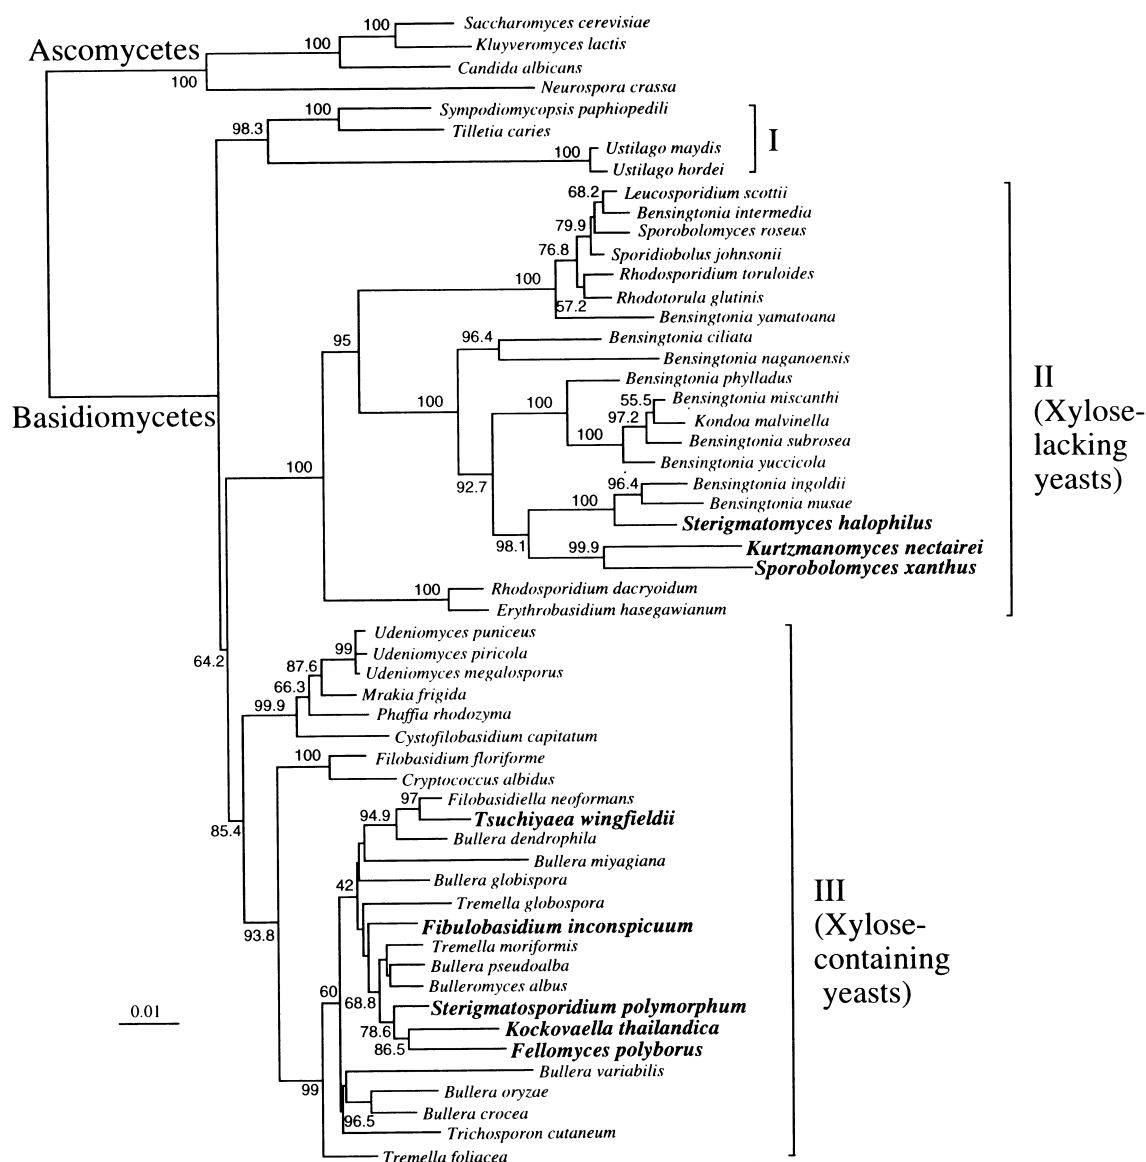 100
Saccharomyces cerevisiae
Ascomycetes
100
Kluyveromyces lactis
Candida albicans
100
Neurospora crassa
100
Sympodiomycopsis paphiopedili
98.3
Tilletia caries
I
100
Ustilago maydis
Ustilago hordei
68.2
Leucosporidium scottii
Bensingtonia intermedia
79.9
Sporobolomyces roseus
76.8
Sporidiobolus johnsonii
100
Rhodosporidium toruloides
57.2
Rhodotorula glutinis
Bensingtonia yamatoana
95
96.4
Bensingtonia ciliata
Bensingtonia naganoensis
Bensingtonia phylladus
100
100
55.5
Bensingtonia miscanthi
97.2
Kondoa malvinella
100
Bensingtonia subrosea
Bensingtonia yuccicola
II
(Xylose-
lacking
yeasts)
Basidiomycetes
100
92.7
96.4
Bensingtonia ingoldii
100
Bensingtonia musae
Sterigmatomyces halophilus
98.1
99.9
Kurtzmanomyces nectairei
Sporobolomyces xanthus
100
Rhodosporidium dacryoidum
Erythrobasidium hasegawianum
Udeniomyces puniceus
64.2
99
Udeniomyces piricola
87.6
Udeniomyces megalosporus
66.3
Mrakia frigida
99.9
Phaffia rhodozyma
Cystofilobasidium capitatum
100
Filobasidium floriforme
Cryptococcus albidus
97
Filobasidiella neoformans
94.9
Tsuchiyaea wingfieldii
85.4
Bullera dendrophila
Bullera miyagiana
42
Bullera globispora
Tremella globospora
93.8
Fibulobasidium inconspicuum
Tremella moriformis
Bullera pseudoalba
Bulleromyces albus
III
(Xylose-
containing
yeasts)
60
68.8
Sterigmatosporidium polymorphum
0.01
78.6
Kockovaella thailandica
86.5
Fellomyces polyborus
Bullera variabilis
99
Bullera oryzae
96.5
Bullera crocea
Trichosporon cutaneum
Tremella foliacea